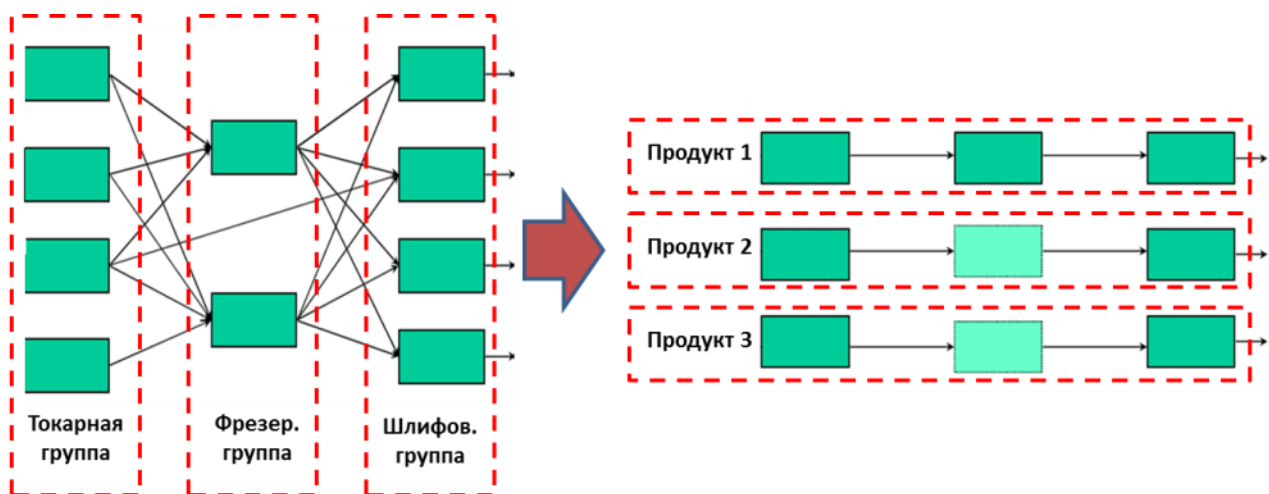 Токарная
группа
Фрезер.
группа
Шлифов.
группа
Продукт 1
Продукт 2
Продукт 3